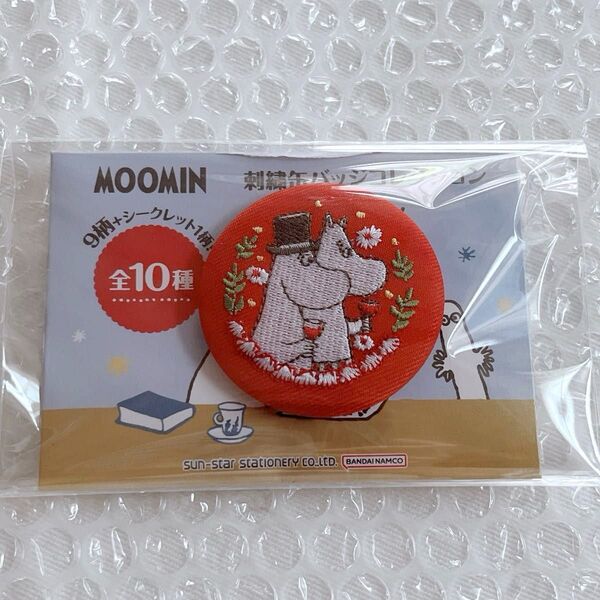 MOOMIN
刺繍缶バッジコレクション
9柄+シークレット1柄
全10種
sun-star stationery co.,ltd.
BANDAI NAMCO